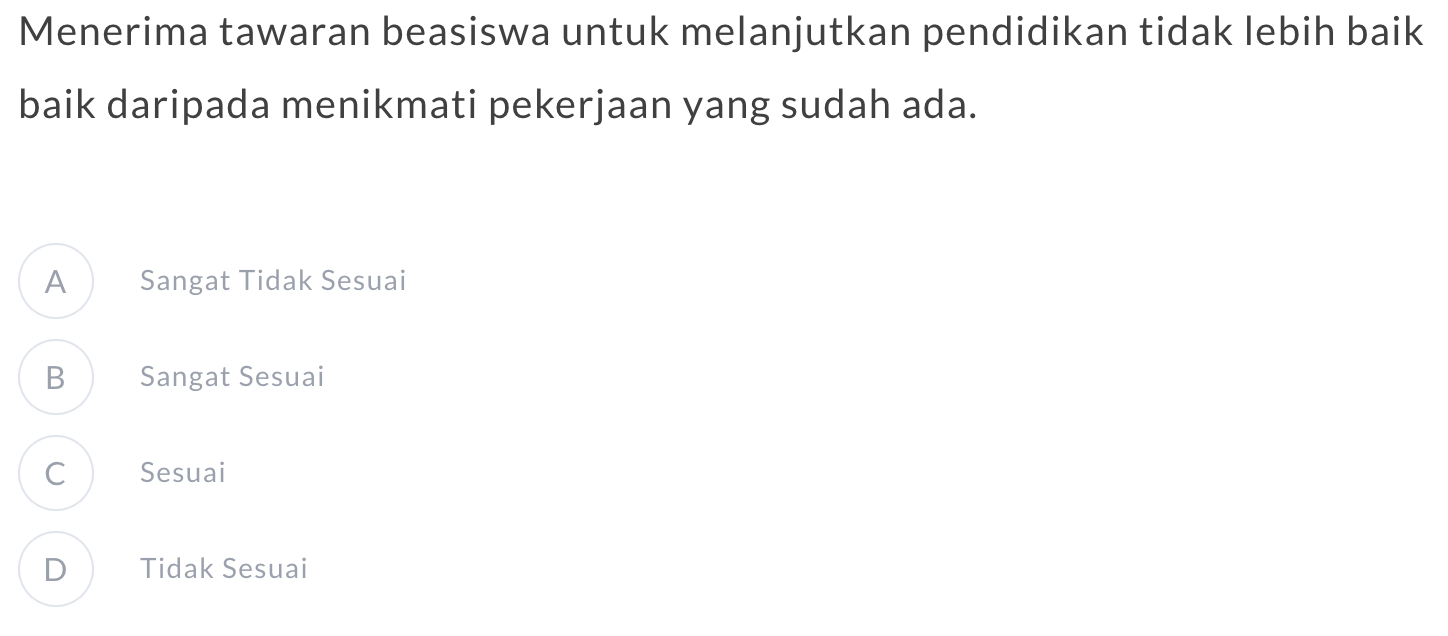 Menerima tawaran beasiswa untuk melanjutkan pendidikan tidak lebih baik
baik daripada menikmati pekerjaan yang sudah ada.
A Sangat Tidak Sesuai
B Sangat Sesuai
C Sesuai
D Tidak Sesuai